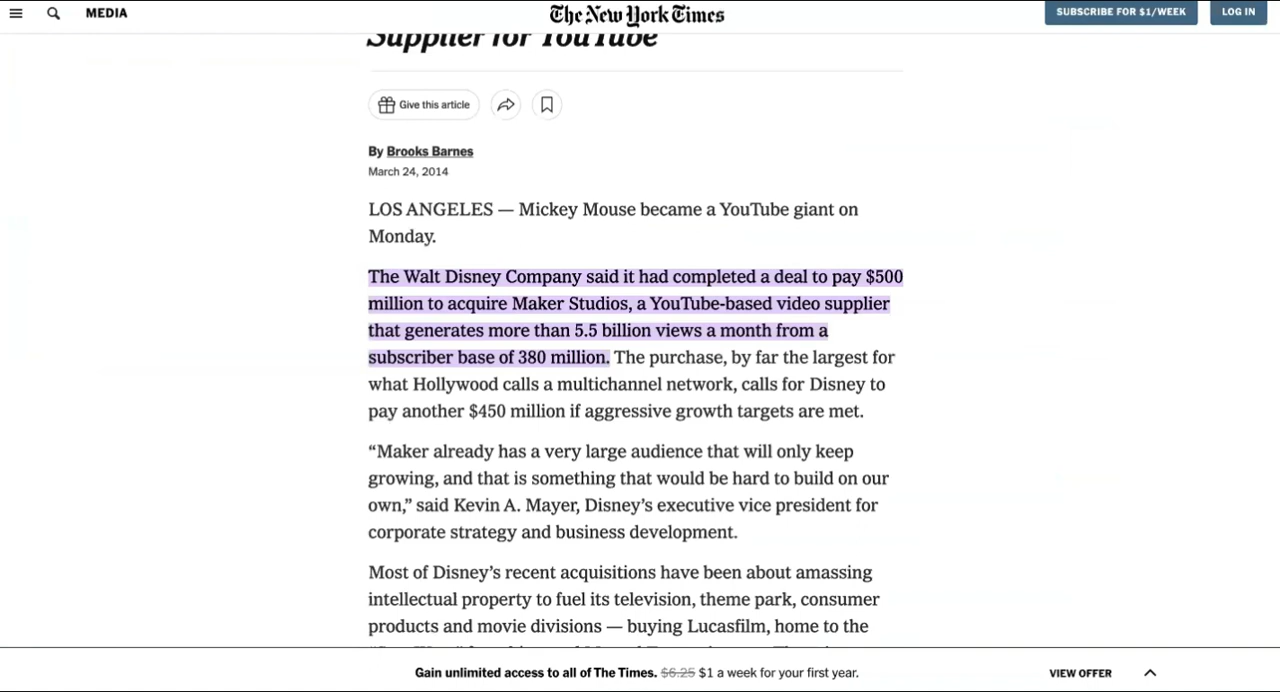 MEDIA
The New York Times
SUBSCRIBE FOR $1/WEEK
LOG IN
Supplier for YouTube
Give this article
By Brooks Barnes
March 24, 2014
LOS ANGELES — Mickey Mouse became a YouTube giant on
Monday.
The Walt Disney Company said it had completed a deal to pay $500
million to acquire Maker Studios, a YouTube-based video supplier
that generates more than 5.5 billion views a month from a
subscriber base of 380 million. The purchase, by far the largest for
what Hollywood calls a multichannel network, calls for Disney to
pay another $450 million if aggressive growth targets are met.
“Maker already has a very large audience that will only keep
growing, and that is something that would be hard to build on our
own,” said Kevin A. Mayer, Disney’s executive vice president for
corporate strategy and business development.
Most of Disney’s recent acquisitions have been about amassing
intellectual property to fuel its television, theme park, consumer
products and movie divisions — buying Lucasfilm, home to the
Gain unlimited access to all of The Times. $6.25 $1 a week for your first year.
VIEW OFFER